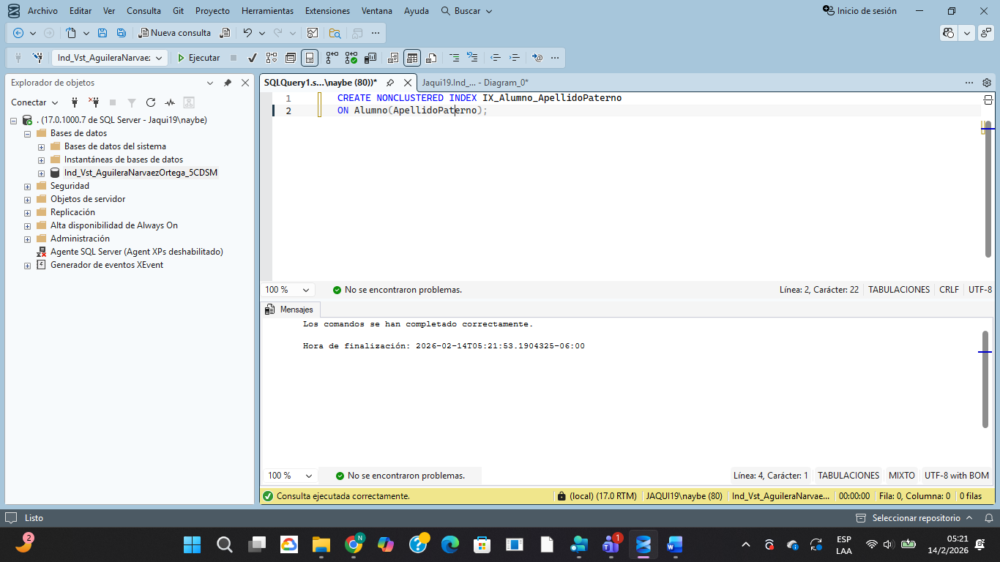 Archivo Editar Ver Consulta Git Proyecto Herramientas Extensiones Ventana Ayuda Buscar Inicio de sesión
Nueva consulta
Ind_Vst_AguileraNarvaez Ejecutar
Explorador de objetos
Conectar
. (17.0.1000.7 de SQL Server - Jaqui19\naybe)
Bases de datos
Bases de datos del sistema
Instantáneas de bases de datos
Ind_Vst_AguileraNarvaezOrtega_5CDSM
Seguridad
Objetos de servidor
Replicación
Alta disponibilidad de Always On
Administración
Agente SQL Server (Agent XPs deshabilitado)
Generador de eventos XEvent
SQLQuery1.s...\naybe (80))* Jaqui19.Ind_... - Diagram_0*
1 CREATE NONCLUSTERED INDEX IX_Alumno_ApellidoPaterno
2 ON Alumno(ApellidoPaterno);
100 % No se encontraron problemas. Línea: 2, Carácter: 22 TABULACIONES CRLF UTF-8
Mensajes
Los comandos se han completado correctamente.
Hora de finalización: 2026-02-14T05:21:53.1904325-06:00
100 % No se encontraron problemas. Línea: 4, Carácter: 1 TABULACIONES MIXTO UTF-8 with BOM
Consulta ejecutada correctamente. (local) (17.0 RTM) JAQUI19\naybe (80) Ind_Vst_AguileraNarvae... 00:00:00 Fila: 0, Columna: 0 0 filas
Listo Seleccionar repositorio
2 N 1 ESP 05:21
LAA 14/2/2026